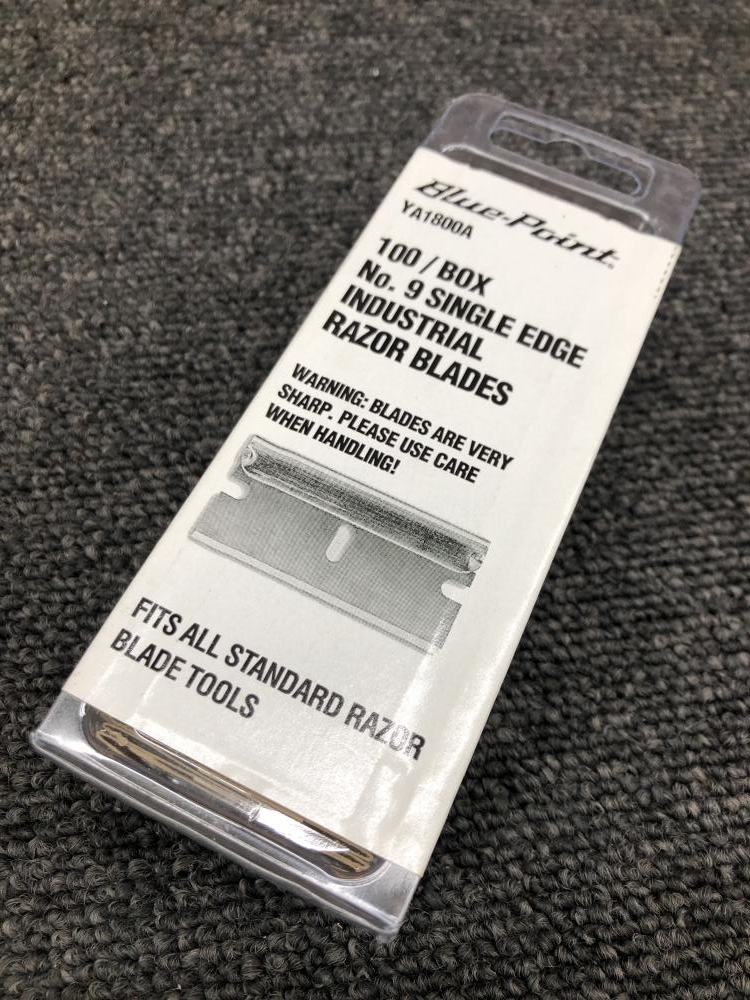 Blue-Point
YA1800A
100 / BOX
No. 9 SINGLE EDGE
INDUSTRIAL
RAZOR BLADES
WARNING: BLADES ARE VERY
SHARP. PLEASE USE CARE
WHEN HANDLING!
FITS ALL STANDARD RAZOR
BLADE TOOLS